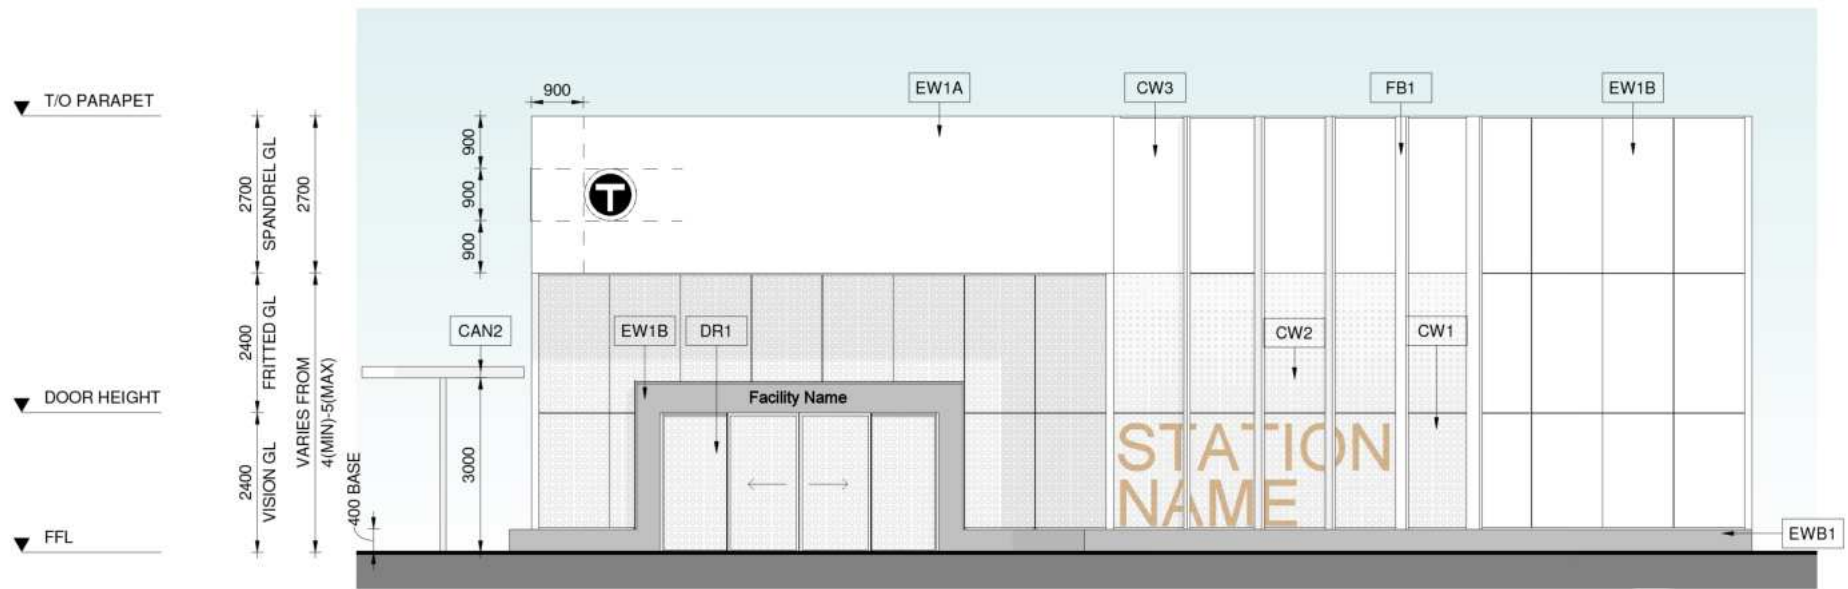 T/O PARAPET
DOOR HEIGHT
FFL
2700
SPANDREL GL
2400
FRITTED GL
2400
VISION GL
2700
VARIES FROM
4(MIN)-5(MAX)
400 BASE
900
900
900
900
3000
T
CAN2
EW1B
DR1
EW1A
CW3
FB1
EW1B
CW2
CW1
Facility Name
STATION
NAME
EWB1